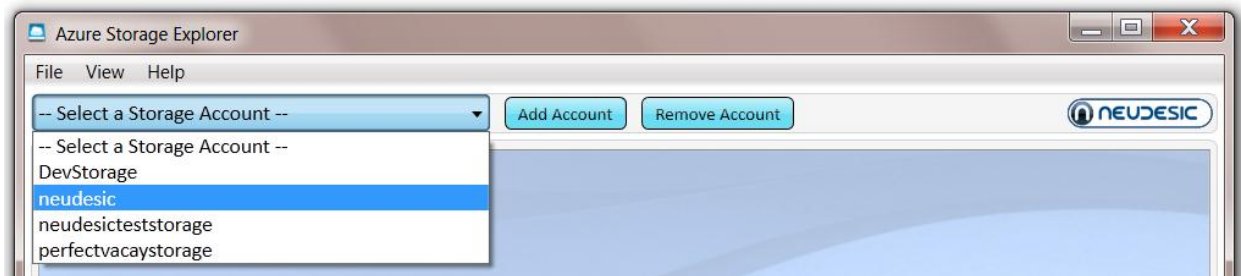 Azure Storage Explorer
X
File View Help
-- Select a Storage Account -- Add Account Remove Account NEUDESIC
-- Select a Storage Account --
DevStorage
neudesic
neudesicteststorage
perfectvacaystorage